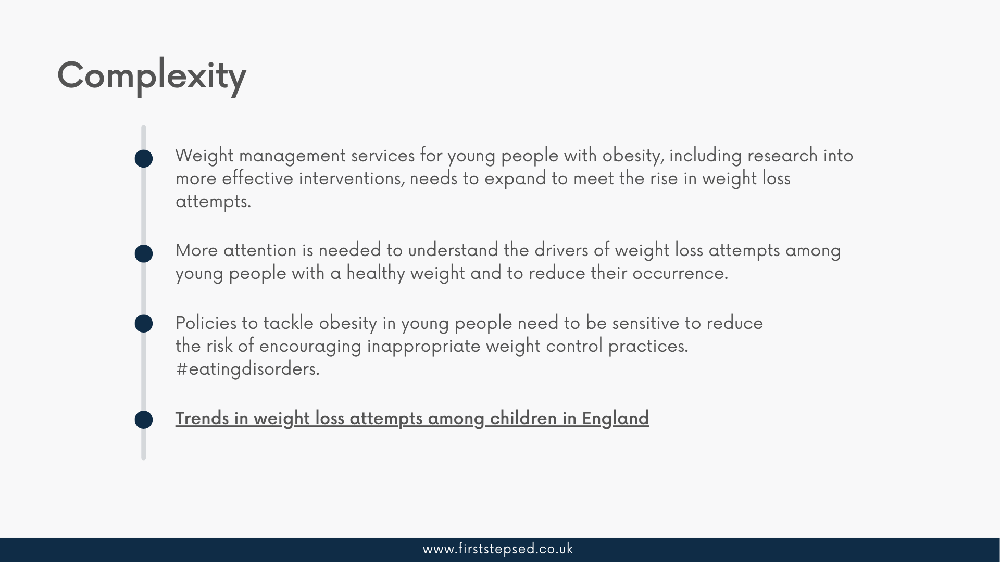 Complexity
Weight management services for young people with obesity, including research into
more effective interventions, needs to expand to meet the rise in weight loss
attempts.
More attention is needed to understand the drivers of weight loss attempts among
young people with a healthy weight and to reduce their occurrence.
Policies to tackle obesity in young people need to be sensitive to reduce
the risk of encouraging inappropriate weight control practices.
#eatingdisorders.
Trends in weight loss attempts among children in England
www.firststepsed.co.uk